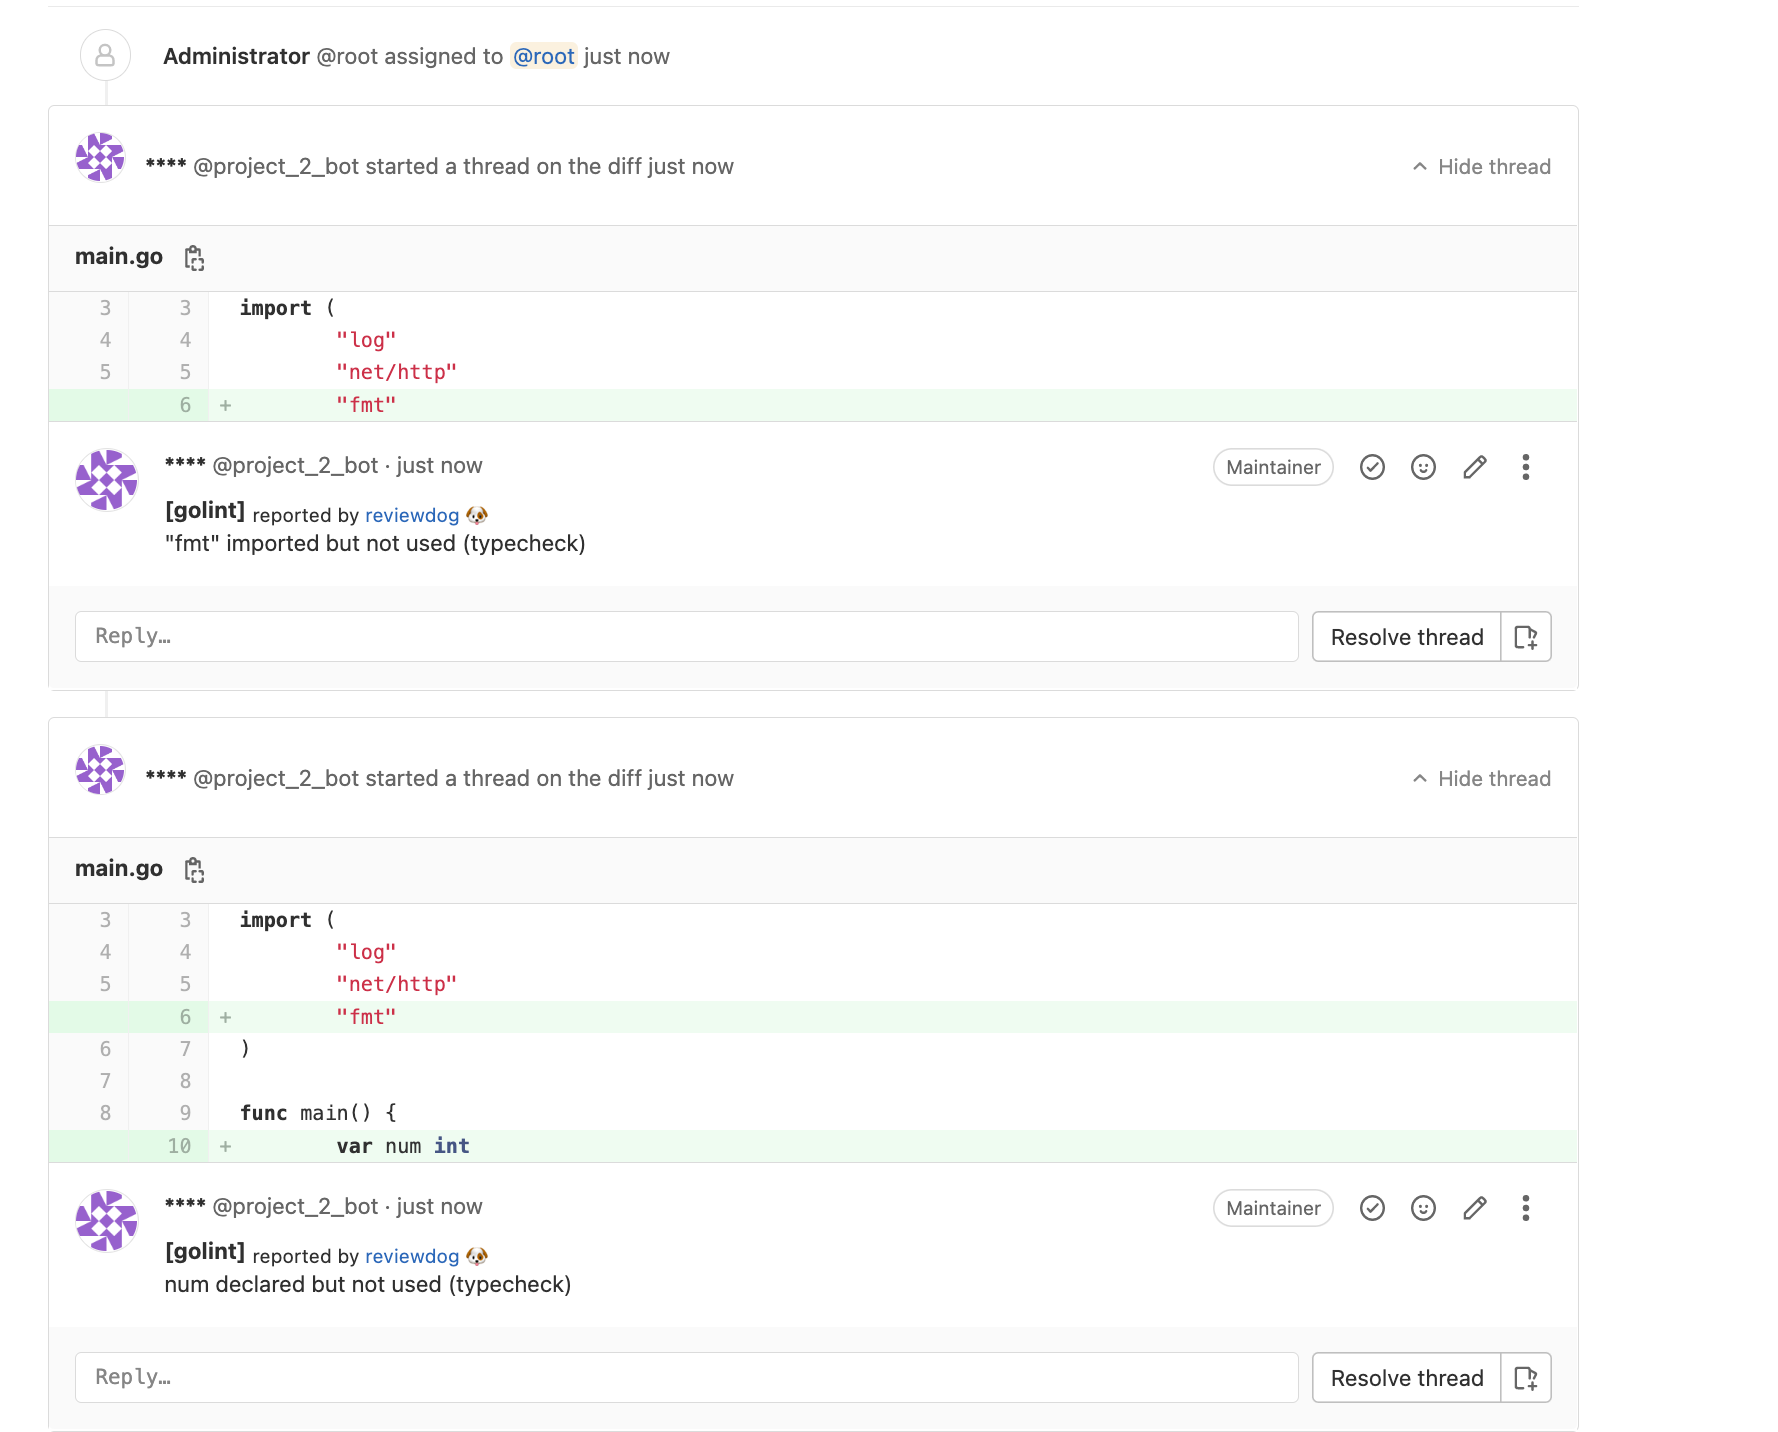 Administrator @root assigned to @root just now
**** @project_2_bot started a thread on the diff just now
Hide thread
main.go
3 3 import (
4 4 "log"
5 5 "net/http"
6 + "fmt"
**** @project_2_bot · just now
Maintainer
[golint] reported by reviewdog 🐶
"fmt" imported but not used (typecheck)
Reply…
Resolve thread
**** @project_2_bot started a thread on the diff just now
Hide thread
main.go
3 3 import (
4 4 "log"
5 5 "net/http"
6 + "fmt"
6 7 )
7 8
8 9 func main() {
10 + var num int
**** @project_2_bot · just now
Maintainer
[golint] reported by reviewdog 🐶
num declared but not used (typecheck)
Reply…
Resolve thread